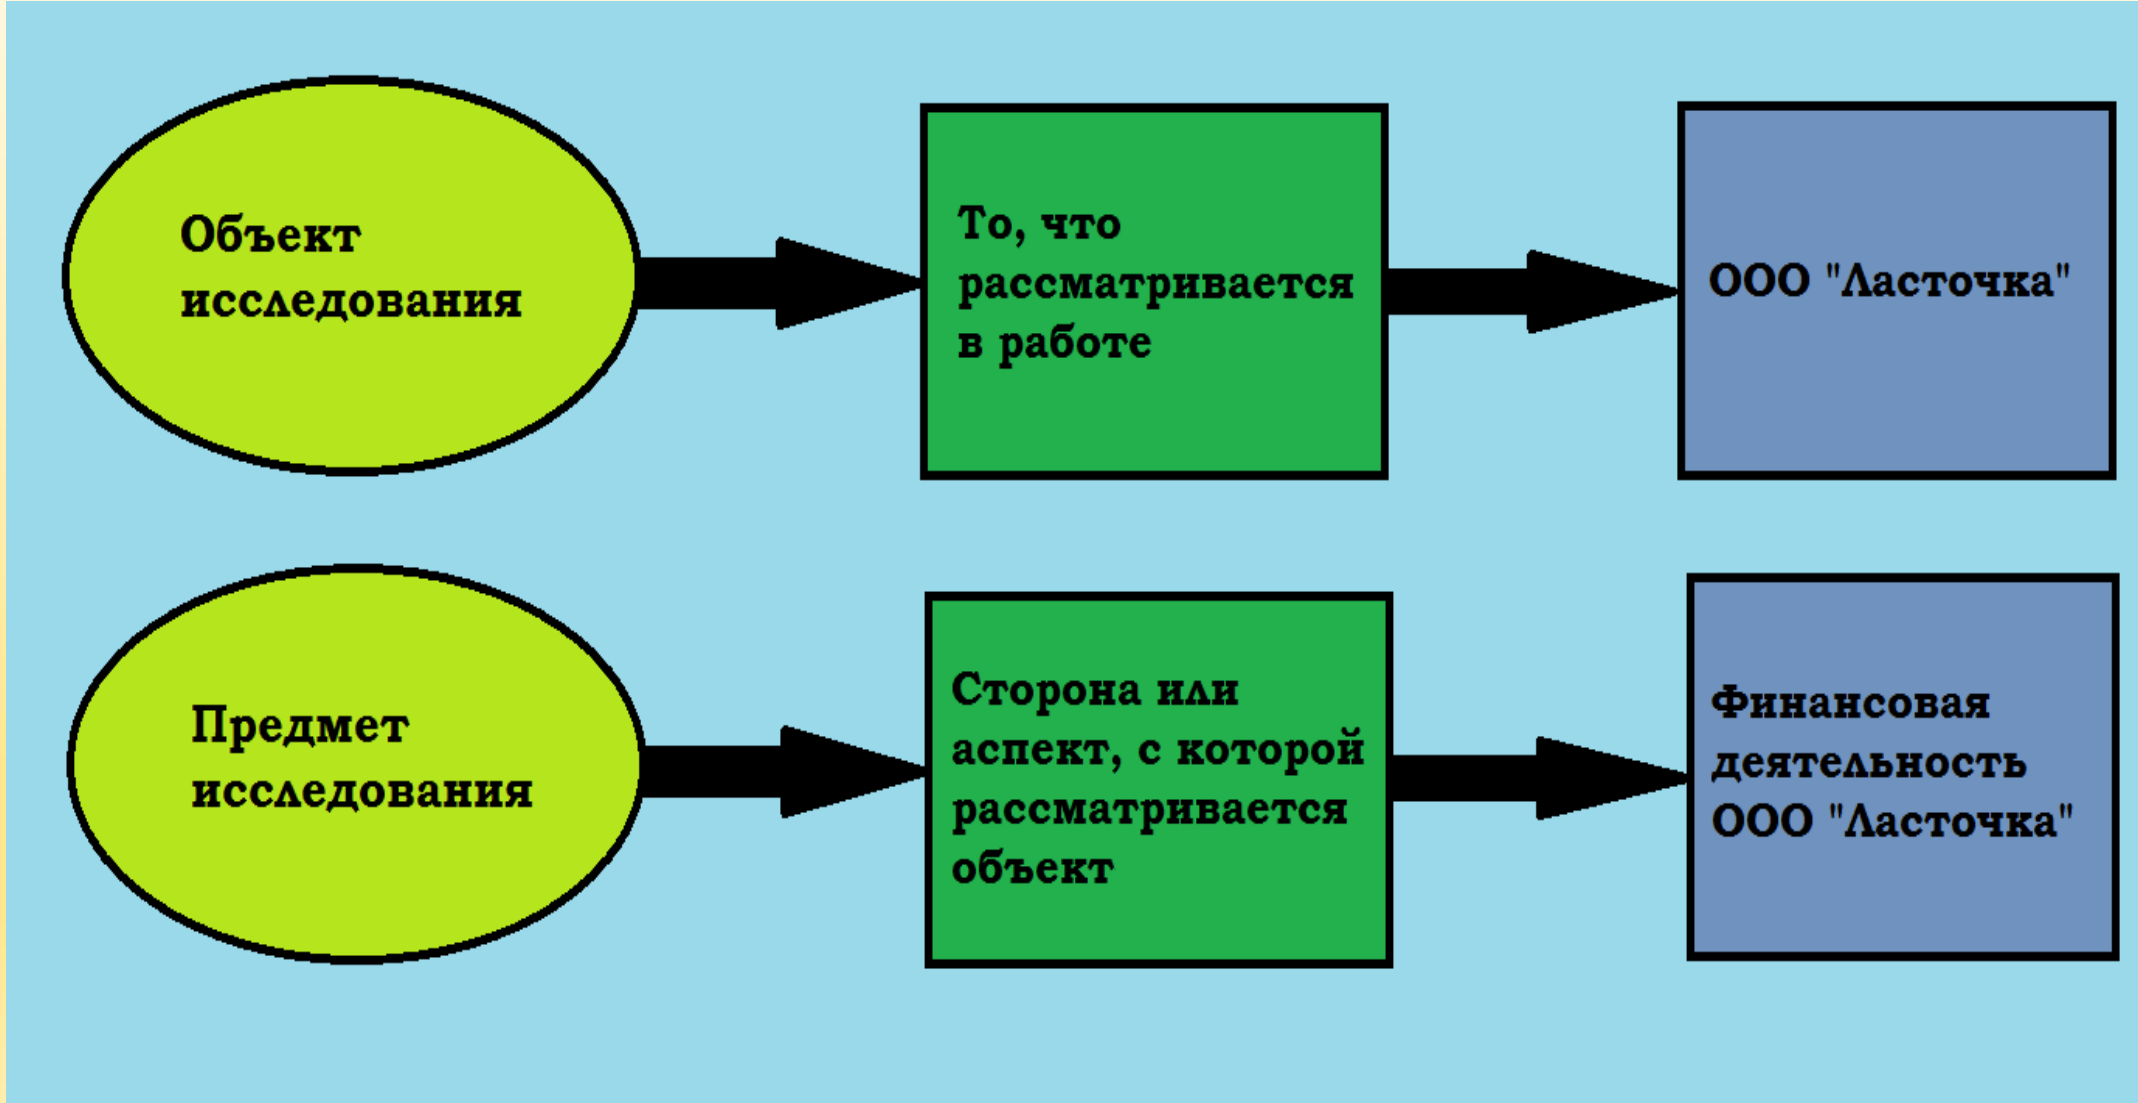 Объект
исследования
То, что
рассматривается
в работе
ООО "Ласточка"
Предмет
исследования
Сторона или
аспект, с которой
рассматривается
объект
Финансовая
деятельность
ООО "Ласточка"